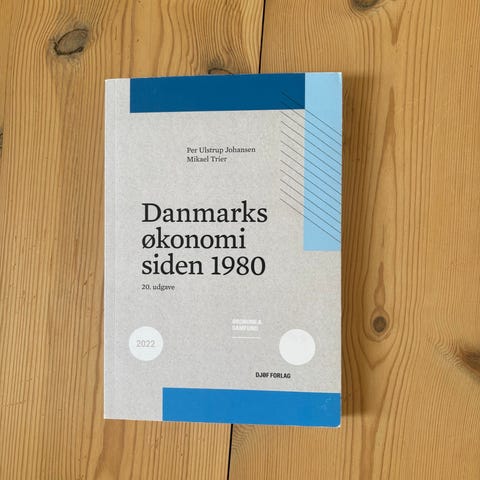 Per Ulstrup Johansen
Mikael Trier
Danmarks
økonomi
siden 1980
20. udgave
ØKONOMI &
SAMFUND
2022
DJØF FORLAG